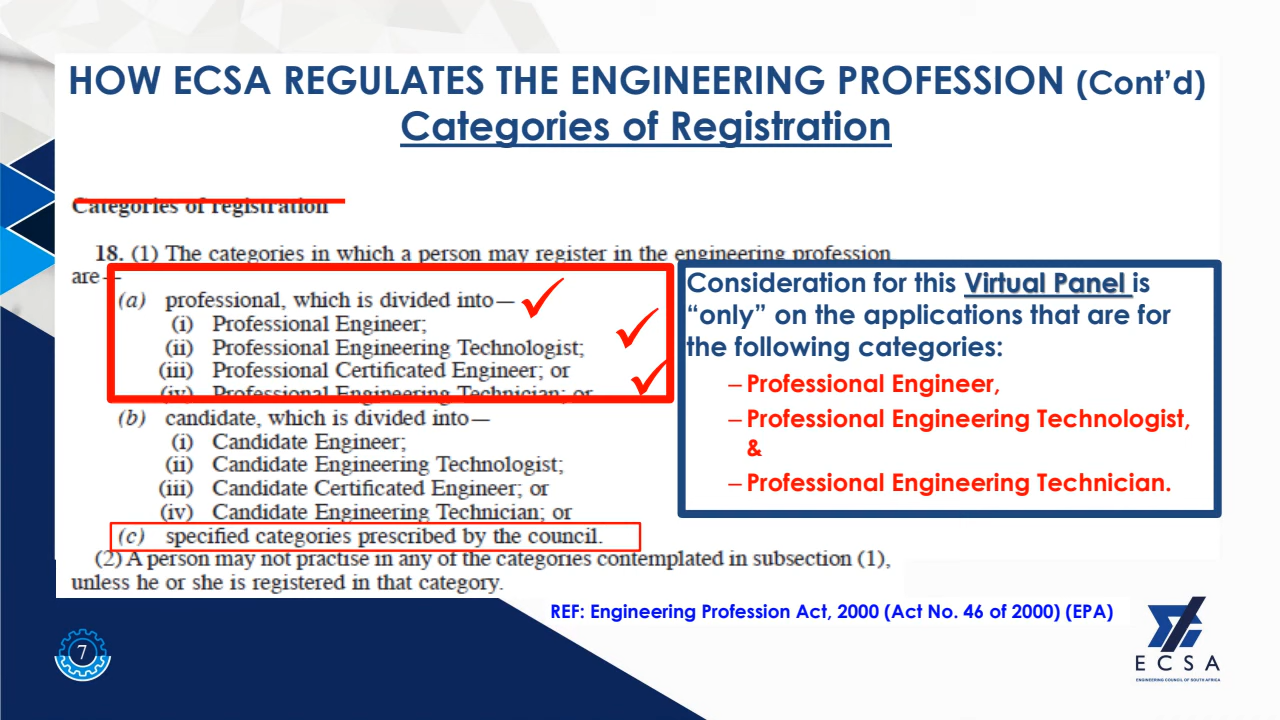 HOW ECSA REGULATES THE ENGINEERING PROFESSION (Cont'd)
Categories of Registration
Categories of registration
18. (1) The categories in which a person may register in the engineering profession
are—
(a) professional, which is divided into—
(i) Professional Engineer;
(ii) Professional Engineering Technologist;
(iii) Professional Certificated Engineer; or
(iv) Professional Engineering Technician; or
(b) candidate, which is divided into—
(i) Candidate Engineer;
(ii) Candidate Engineering Technologist;
(iii) Candidate Certificated Engineer; or
(iv) Candidate Engineering Technician; or
(c) specified categories prescribed by the council.
(2) A person may not practise in any of the categories contemplated in subsection (1),
unless he or she is registered in that category.
Consideration for this Virtual Panel is
“only” on the applications that are for
the following categories:
– Professional Engineer,
– Professional Engineering Technologist,
&
– Professional Engineering Technician.
REF: Engineering Profession Act, 2000 (Act No. 46 of 2000) (EPA)
7
ECSA
ENGINEERING COUNCIL OF SOUTH AFRICA